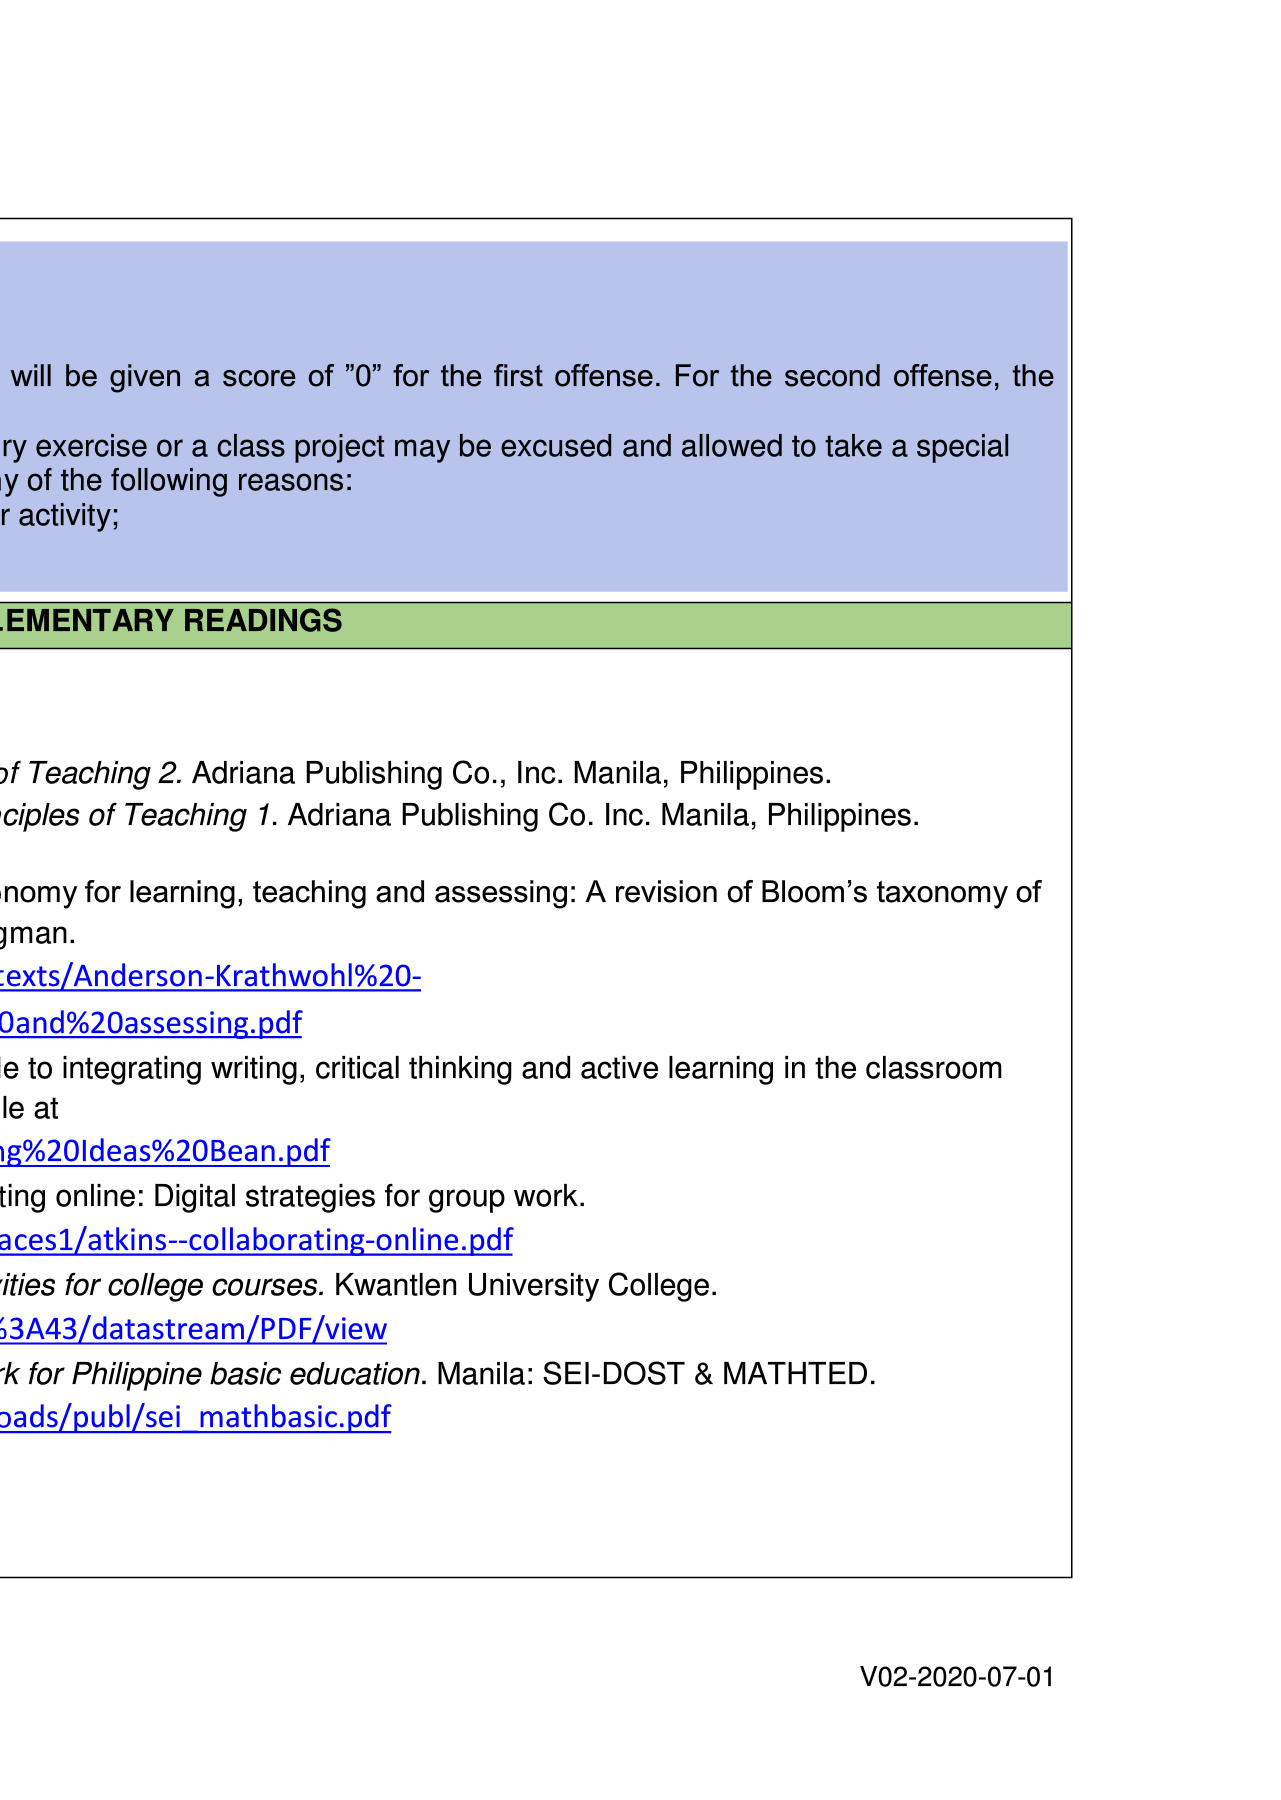 will be given a score of ”0” for the first offense. For the second offense, the
ry exercise or a class project may be excused and allowed to take a special
y of the following reasons:
r activity;
LEMENTARY READINGS
of Teaching 2. Adriana Publishing Co., Inc. Manila, Philippines.
nciples of Teaching 1. Adriana Publishing Co. Inc. Manila, Philippines.
onomy for learning, teaching and assessing: A revision of Bloom’s taxonomy of
gman.
texts/Anderson-Krathwohl%20-
0and%20assessing.pdf
le to integrating writing, critical thinking and active learning in the classroom
le at
ng%20Ideas%20Bean.pdf
ting online: Digital strategies for group work.
aces1/atkins--collaborating-online.pdf
vities for college courses. Kwantlen University College.
%3A43/datastream/PDF/view
rk for Philippine basic education. Manila: SEI-DOST & MATHTED.
oads/publ/sei_mathbasic.pdf
V02-2020-07-01